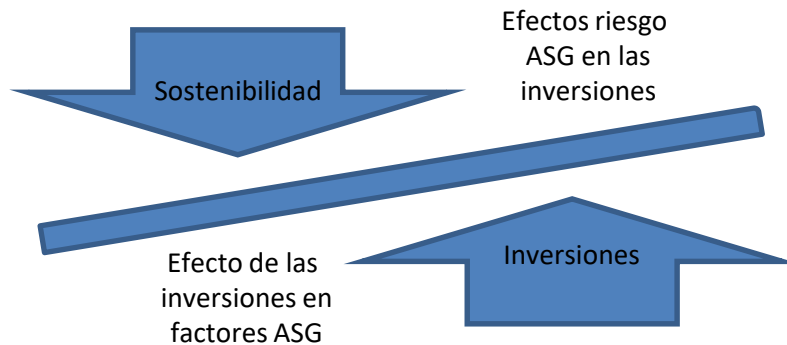 Sostenibilidad
Efectos riesgo
ASG en las
inversiones
Efecto de las
inversiones en
factores ASG
Inversiones